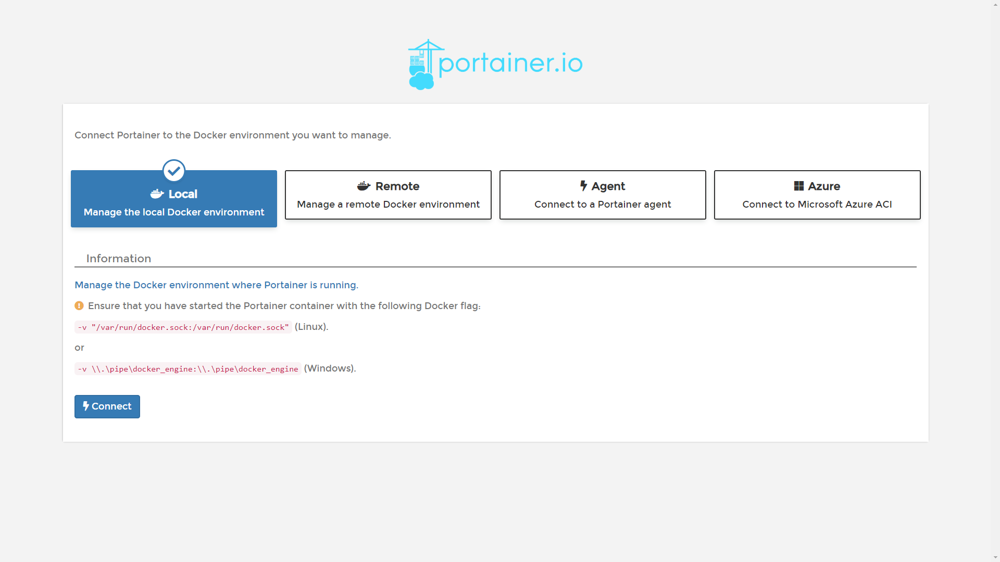 portainer.io
Connect Portainer to the Docker environment you want to manage.
Local
Manage the local Docker environment
Remote
Manage a remote Docker environment
Agent
Connect to a Portainer agent
Azure
Connect to Microsoft Azure ACI
Information
Manage the Docker environment where Portainer is running.
Ensure that you have started the Portainer container with the following Docker flag:
-v "/var/run/docker.sock:/var/run/docker.sock" (Linux).
or
-v \\.\pipe\docker_engine:\\.\pipe\docker_engine (Windows).
Connect